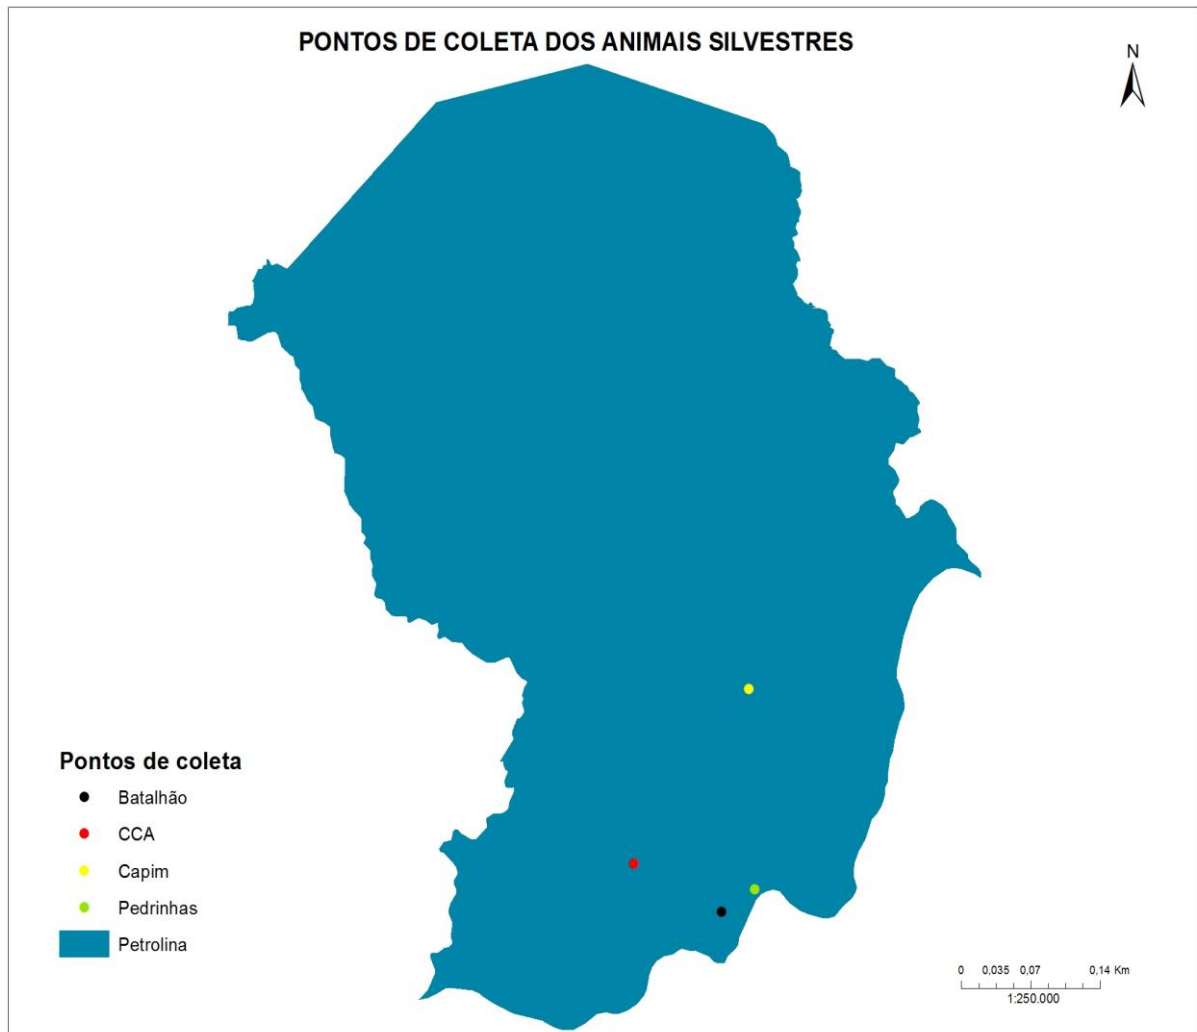 PONTOS DE COLETA DOS ANIMAIS SILVESTRES
N
Pontos de coleta
Batalhão
CCA
Capim
Pedrinhas
Petrolina
0 0,035 0,07 0,14 Km
1:250.000